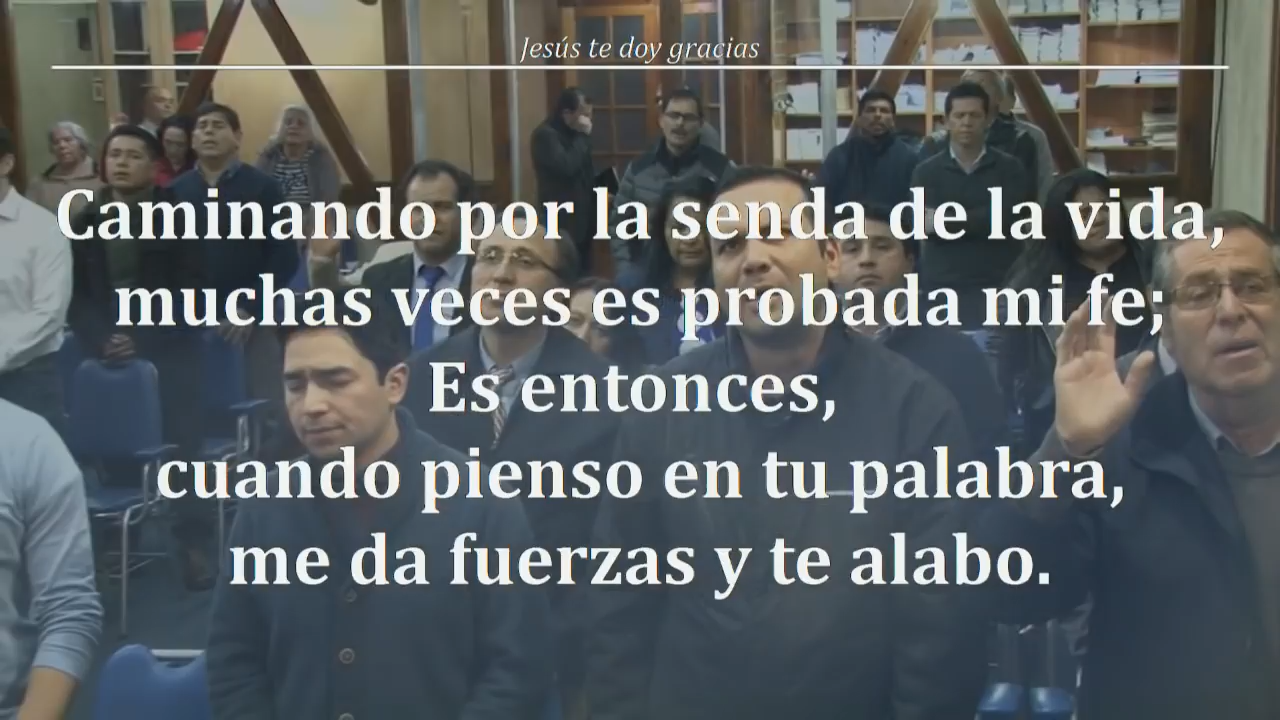 Jesús te doy gracias
Caminando por la senda de la vida,
muchas veces es probada mi fe;
Es entonces,
cuando pienso en tu palabra,
me da fuerzas y te alabo.